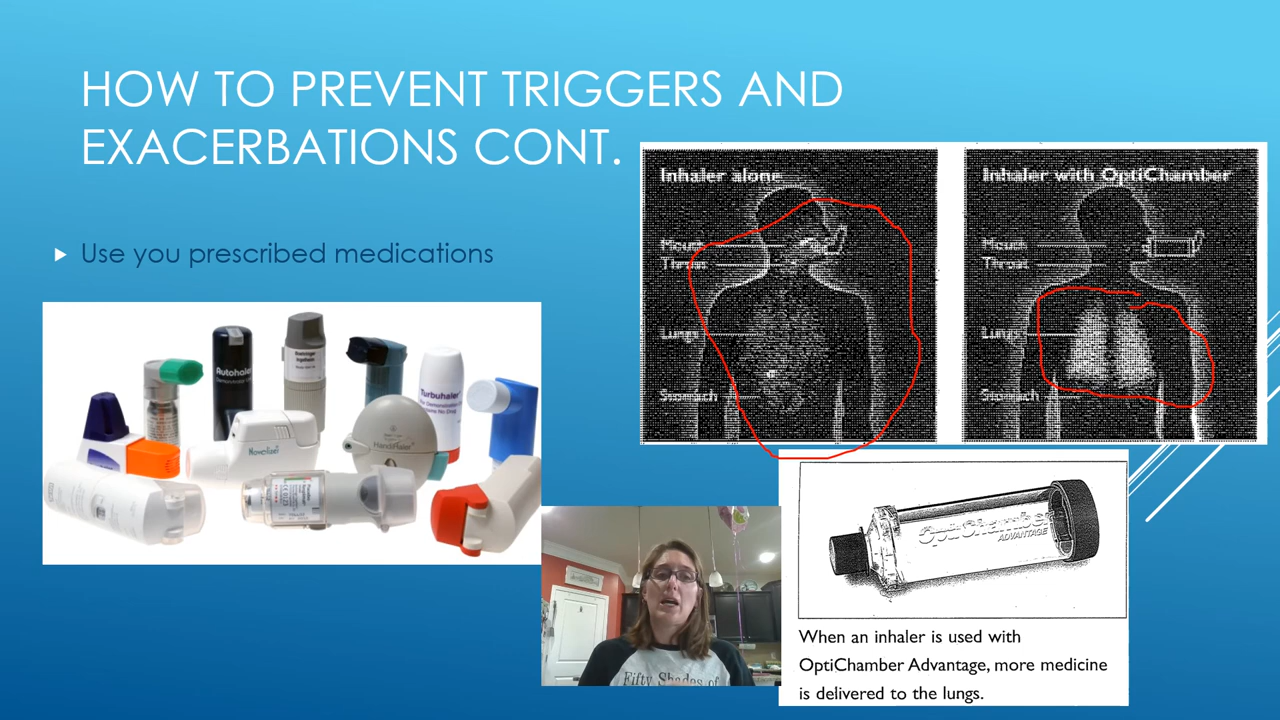 HOW TO PREVENT TRIGGERS AND
EXACERBATIONS CONT.
Use you prescribed medications
Inhaler alone
Mouth
Throat
Lungs
Stomach
Inhaler with OptiChamber
Mouth
Throat
Lungs
Stomach
Autohaler
Turbuhaler
HandiHaler
Novolizer
OptiChamber
ADVANTAGE
When an inhaler is used with
OptiChamber Advantage, more medicine
is delivered to the lungs.
Fifty Shades of